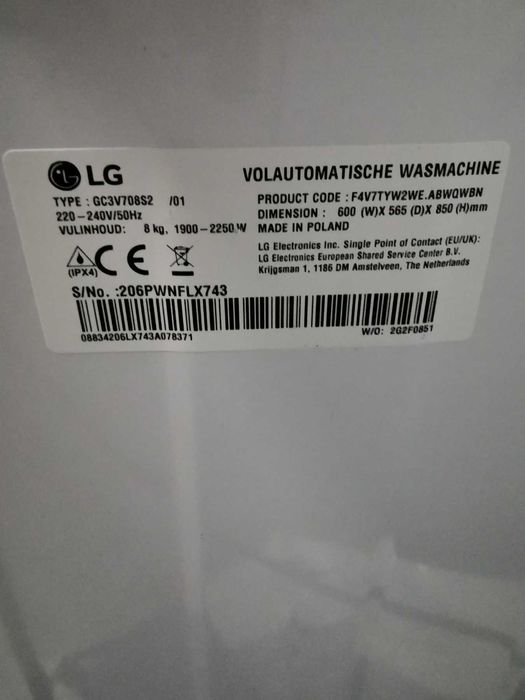 LG
VOLAUTOMATISCHE WASMACHINE
TYPE : GC3V708S2 /01
220-240V/50Hz
VULINHOUD: 8 kg, 1900-2250 W
PRODUCT CODE : F4V7TYW2WE.ABWQWBN
DIMENSION : 600 (W)X 565 (D)X 850 (H)mm
MADE IN POLAND
LG Electronics Inc. Single Point of Contact (EU/UK):
LG Electronics European Shared Service Center B.V.
Krijgsman 1, 1186 DM Amstelveen, The Netherlands
(IPX4)
CE
S/No. :206PWNFLX743
08834206LX743A078371
W/O: 2G2F0851